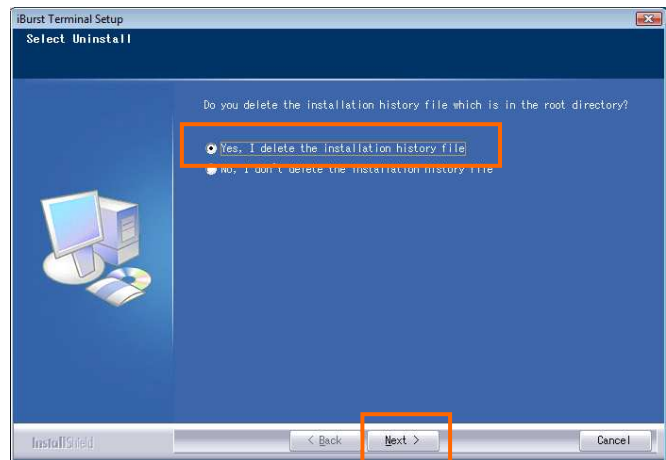 iBurst Terminal Setup
Select Uninstall
Do you delete the installation history file which is in the root directory?
Yes, I delete the installation history file
No, I don't delete the installation history file
InstallShield
< Back
Next >
Cancel